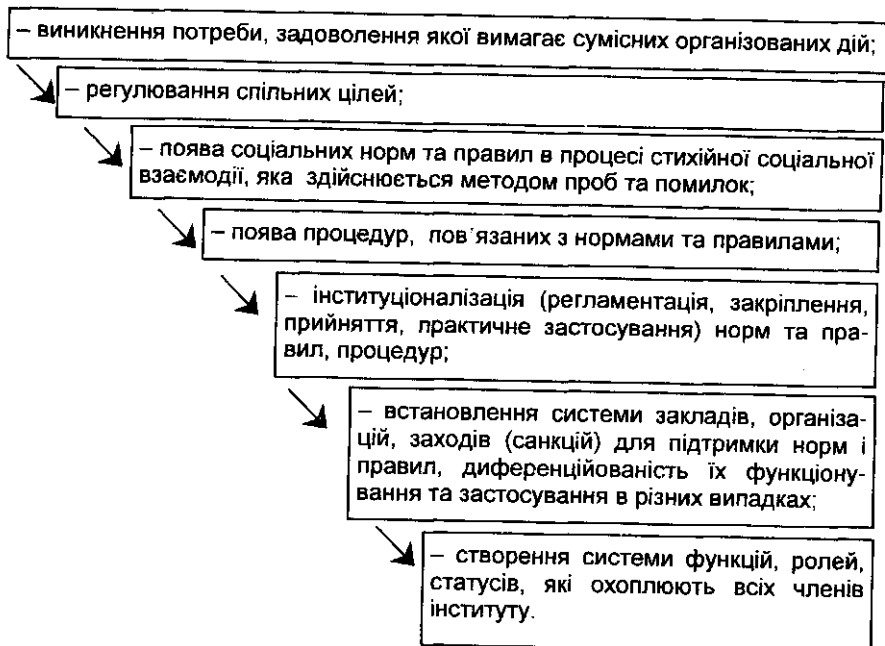 – виникнення потреби, задоволення якої вимагає сумісних організованих дій;
– регулювання спільних цілей;
– поява соціальних норм та правил в процесі стихійної соціальної
взаємодії, яка здійснюється методом проб та помилок;
– поява процедур, пов'язаних з нормами та правилами;
– інституціоналізація (регламентація, закріплення,
прийняття, практичне застосування) норм та пра-
вил, процедур;
– встановлення системи закладів, організа-
цій, заходів (санкцій) для підтримки норм і
правил, диференційованість їх функціону-
вання та застосування в різних випадках;
– створення системи функцій, ролей,
статусів, які охоплюють всіх членів
інституту.